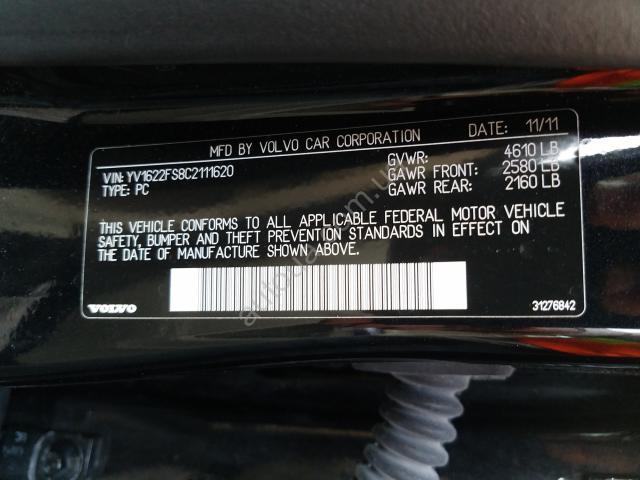 MFD BY VOLVO CAR CORPORATION DATE: 11/11
VIN: YV1622FS8C2111620 GVWR: 4610 LB
TYPE: PC GAWR FRONT: 2580 LB
GAWR REAR: 2160 LB
THIS VEHICLE CONFORMS TO ALL APPLICABLE FEDERAL MOTOR VEHICLE
SAFETY, BUMPER AND THEFT PREVENTION STANDARDS IN EFFECT ON
THE DATE OF MANUFACTURE SHOWN ABOVE.
VOLVO 31276842